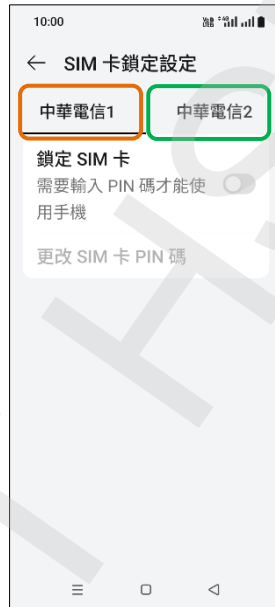 10:00
← SIM 卡鎖定設定
中華電信1 中華電信2
鎖定 SIM 卡
需要輸入 PIN 碼才能使
用手機
更改 SIM 卡 PIN 碼